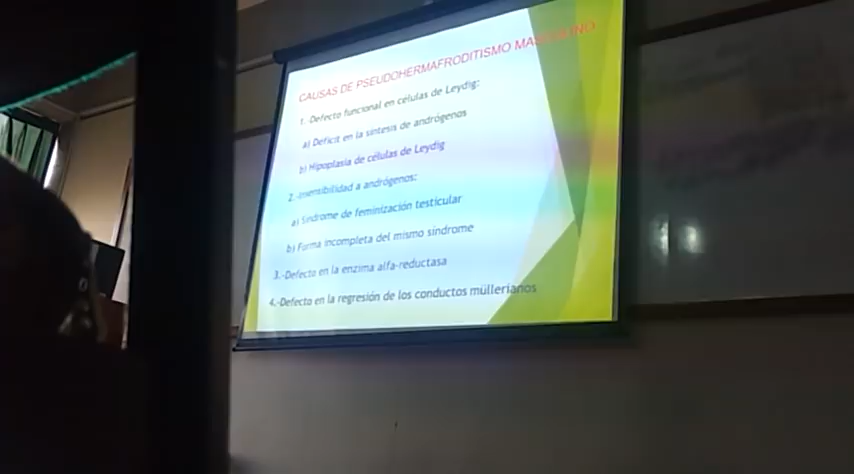 CAUSAS DE PSEUDOHERMAFRODITISMO MASCULINO
1.-Defecto funcional en células de Leydig:
a) Déficit en la síntesis de andrógenos
b) Hipoplasia de células de Leydig
2.-Insensibilidad a andrógenos:
a) Síndrome de feminización testicular
b) Forma incompleta del mismo síndrome
3.-Defecto en la enzima alfa-reductasa
4.-Defecto en la regresión de los conductos müllerianos